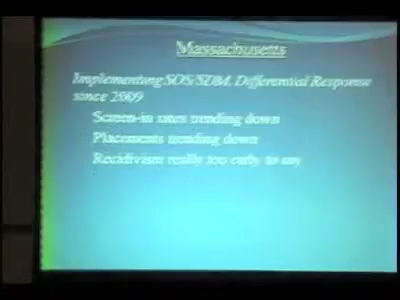 Massachusetts
Implementing SOS/SDM, Differential Response
since 2009
Screen-in rates trending down
Placements trending down
Recidivism really too early to say